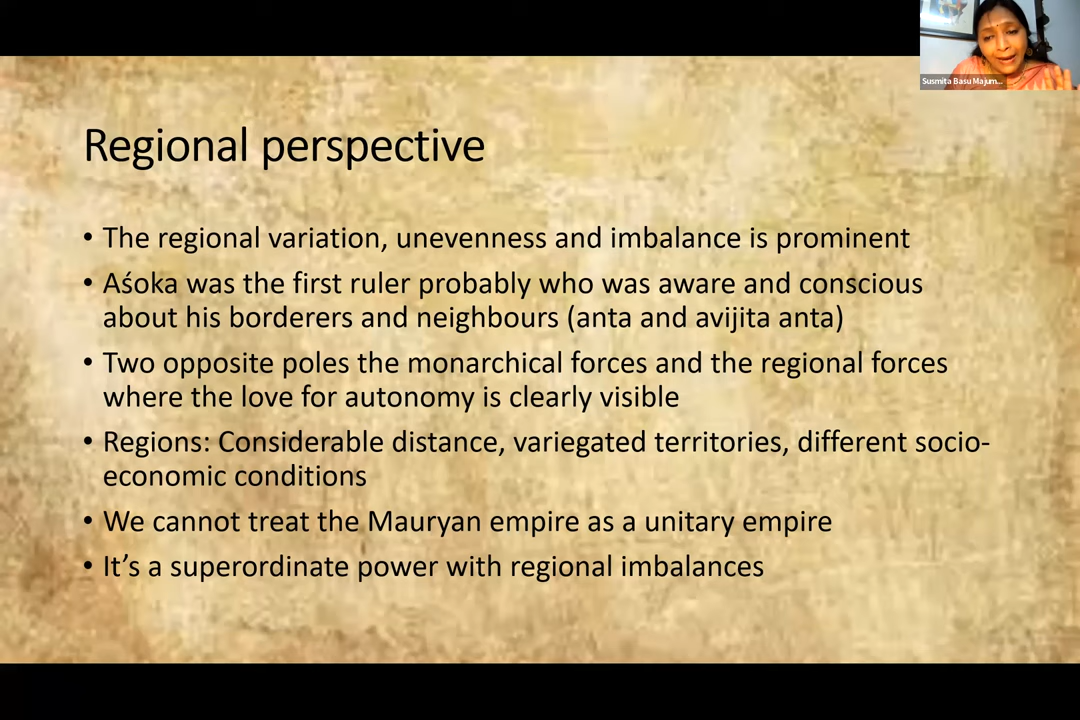 Susmita Basu Majum...
Regional perspective
• The regional variation, unevenness and imbalance is prominent
• Aśoka was the first ruler probably who was aware and conscious
about his borderers and neighbours (anta and avijita anta)
• Two opposite poles the monarchical forces and the regional forces
where the love for autonomy is clearly visible
• Regions: Considerable distance, variegated territories, different socio-
economic conditions
• We cannot treat the Mauryan empire as a unitary empire
• It’s a superordinate power with regional imbalances